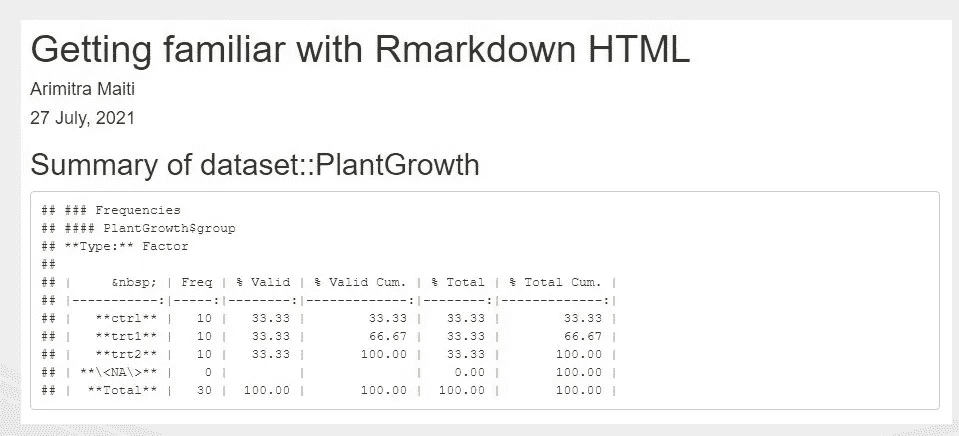 Getting familiar with Rmarkdown HTML
Arimitra Maiti
27 July, 2021
Summary of dataset::PlantGrowth
## ### Frequencies
## #### PlantGrowth$group
## **Type:** Factor
##
## |     &nbsp; | Freq | % Valid | % Valid Cum. | % Total | % Total Cum. |
## |-----------:|-----:|--------:|-------------:|--------:|-------------:|
## |   **ctrl** |   10 |   33.33 |        33.33 |   33.33 |        33.33 |
## |   **trt1** |   10 |   33.33 |        66.67 |   33.33 |        66.67 |
## |   **trt2** |   10 |   33.33 |       100.00 |   33.33 |       100.00 |
## | **\<NA\>** |    0 |         |              |    0.00 |       100.00 |
## |  **Total** |   30 |  100.00 |       100.00 |  100.00 |       100.00 |